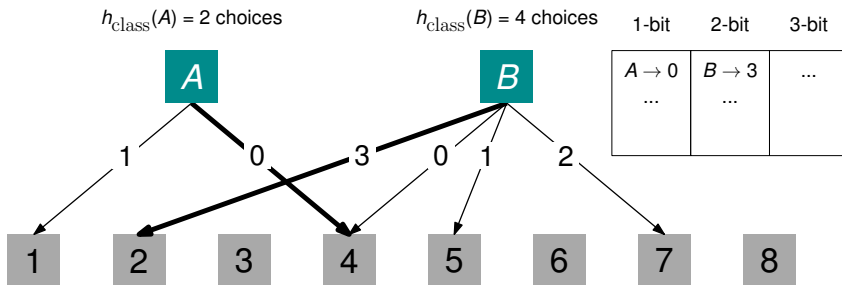 h_class(A) = 2 choices
h_class(B) = 4 choices
1-bit 2-bit 3-bit
A B
A → 0 B → 3 ...
... ...
1 0 3 0 1 2
1 2 3 4 5 6 7 8